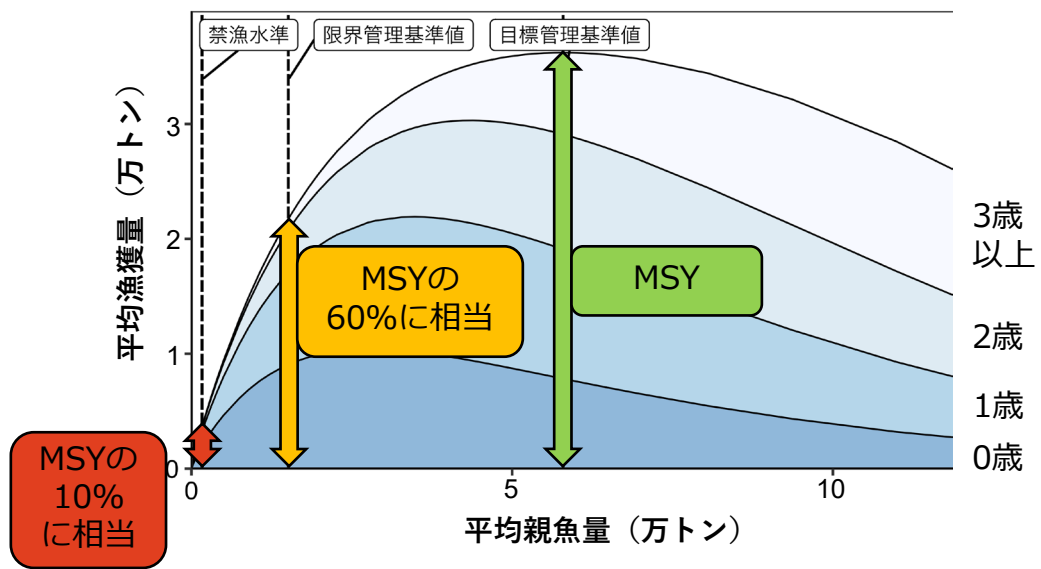 禁漁水準
限界管理基準値
目標管理基準値
平均漁獲量（万トン）
3
2
1
0
MSYの
60%に相当
MSY
MSYの
10%
に相当
3歳
以上
2歳
1歳
0歳
0
5
10
平均親魚量（万トン）